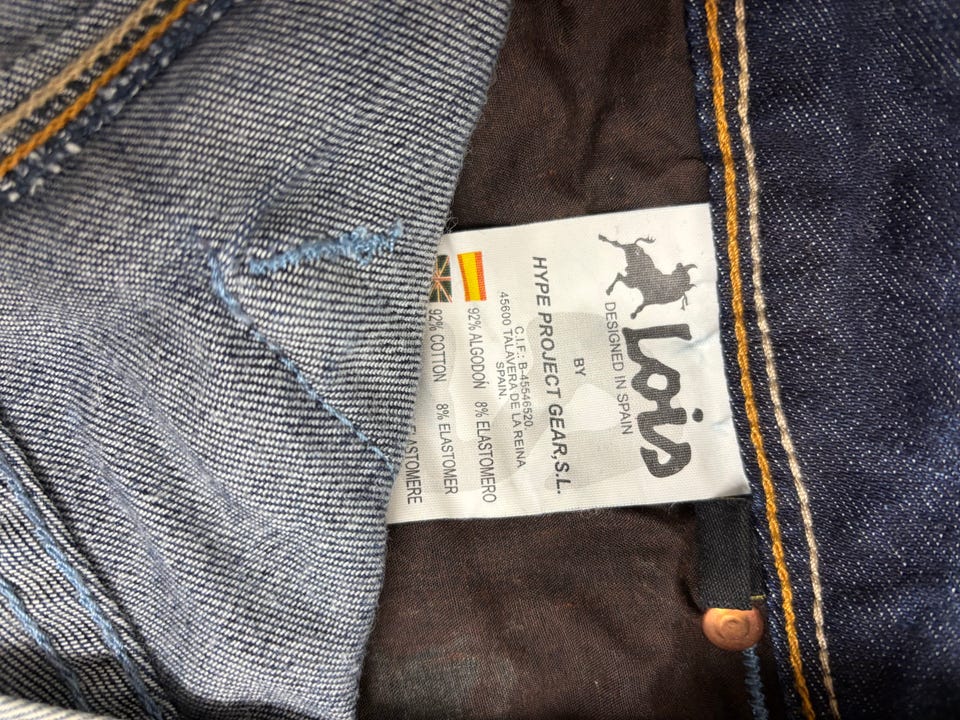 Lois
DESIGNED IN SPAIN
BY
HYPE PROJECT GEAR,S.L.
C.I.F.: B-45546520
45600 TALAVERA DE LA REINA
SPAIN.
92% ALGODÓN 8% ELASTOMERO
92% COTTON 8% ELASTOMER